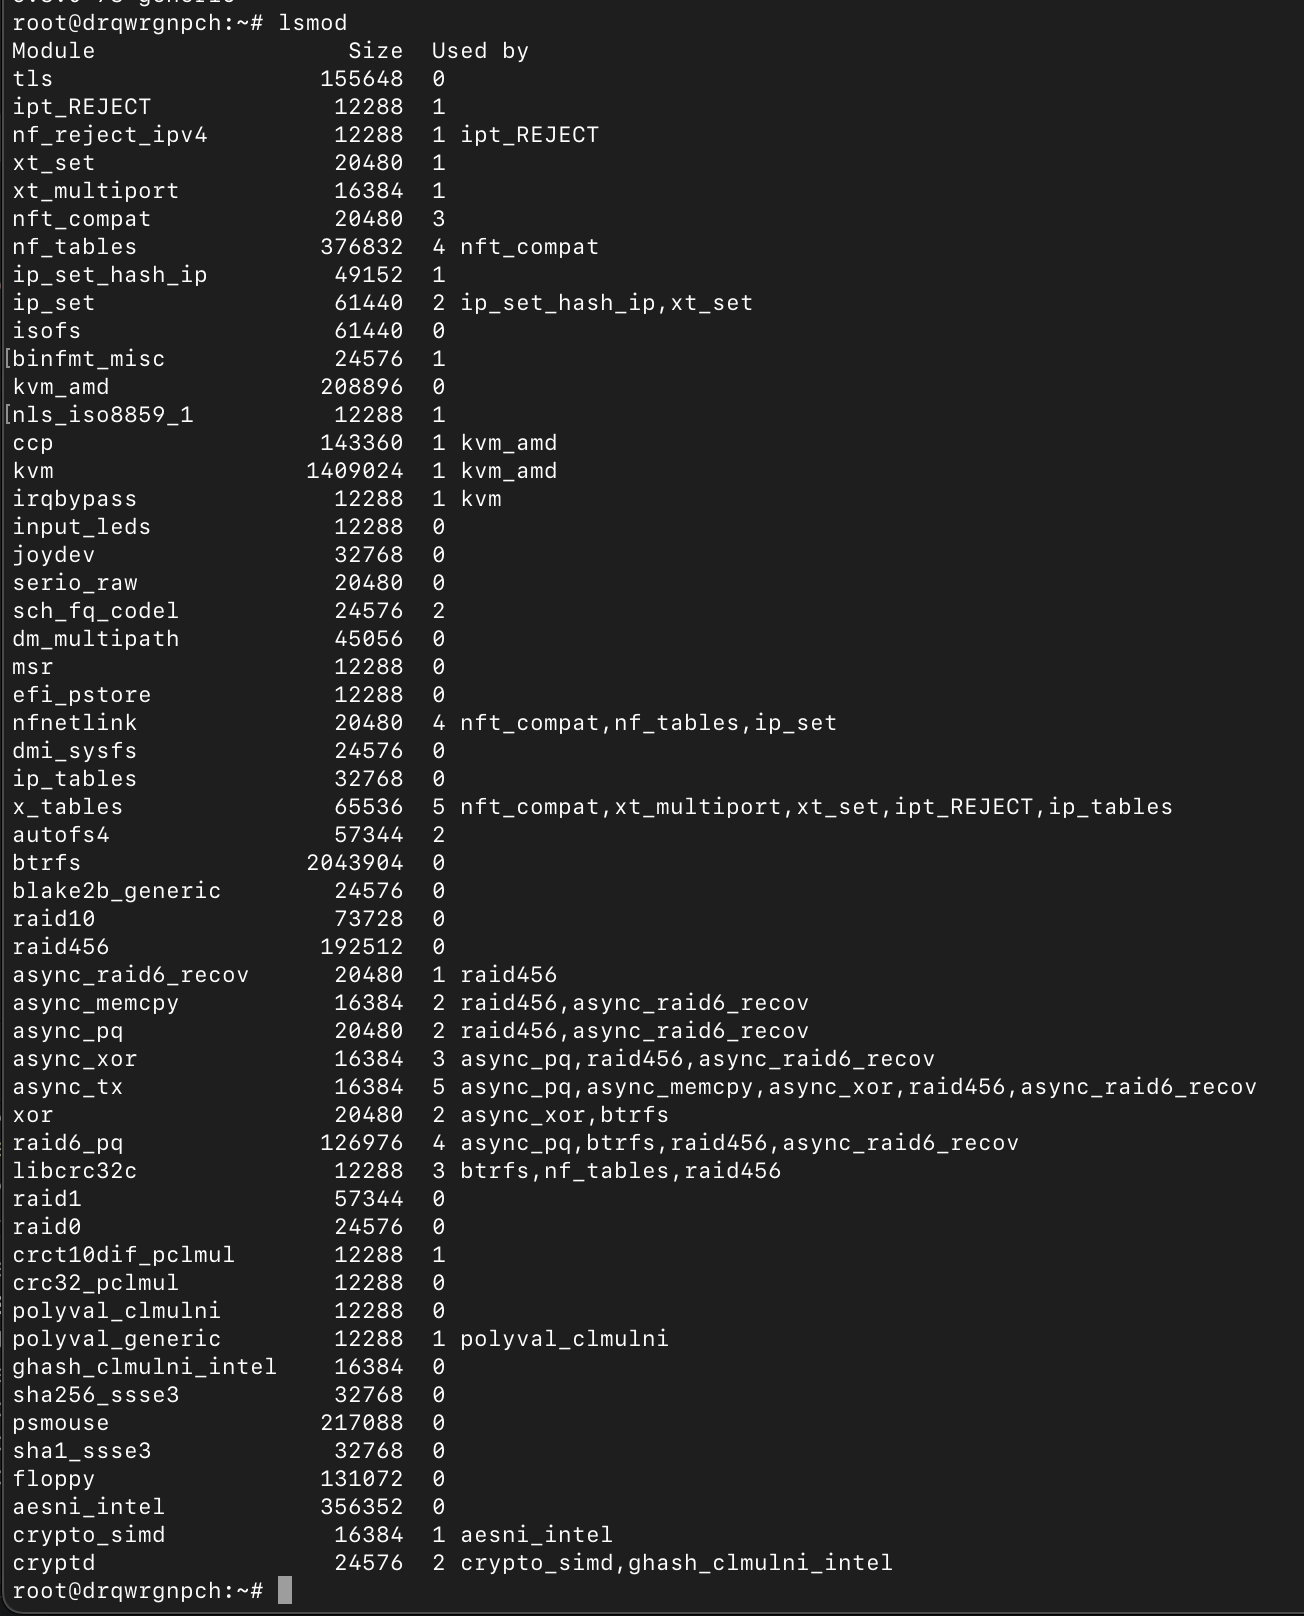 root@drqwrgnpch:~# lsmod
Module                  Size  Used by
tls                   155648  0
ipt_REJECT             12288  1
nf_reject_ipv4         12288  1 ipt_REJECT
xt_set                 20480  1
xt_multiport           16384  1
nft_compat             20480  3
nf_tables             376832  4 nft_compat
ip_set_hash_ip         49152  1
ip_set                 61440  2 ip_set_hash_ip,xt_set
isofs                  61440  0
[binfmt_misc            24576  1
kvm_amd               208896  0
[nls_iso8859_1          12288  1
ccp                   143360  1 kvm_amd
kvm                  1409024  1 kvm_amd
irqbypass              12288  1 kvm
input_leds             12288  0
joydev                 32768  0
serio_raw              20480  0
sch_fq_codel           24576  2
dm_multipath           45056  0
msr                    12288  0
efi_pstore             12288  0
nfnetlink              20480  4 nft_compat,nf_tables,ip_set
dmi_sysfs              24576  0
ip_tables              32768  0
x_tables               65536  5 nft_compat,xt_multiport,xt_set,ipt_REJECT,ip_tables
autofs4                57344  2
btrfs                2043904  0
blake2b_generic        24576  0
raid10                 73728  0
raid456               192512  0
async_raid6_recov      20480  1 raid456
async_memcpy           16384  2 raid456,async_raid6_recov
async_pq               20480  2 raid456,async_raid6_recov
async_xor              16384  3 async_pq,raid456,async_raid6_recov
async_tx               16384  5 async_pq,async_memcpy,async_xor,raid456,async_raid6_recov
xor                    20480  2 async_xor,btrfs
raid6_pq              126976  4 async_pq,btrfs,raid456,async_raid6_recov
libcrc32c              12288  3 btrfs,nf_tables,raid456
raid1                  57344  0
raid0                  24576  0
crct10dif_pclmul       12288  1
crc32_pclmul           12288  0
polyval_clmulni        12288  0
polyval_generic        12288  1 polyval_clmulni
ghash_clmulni_intel    16384  0
sha256_ssse3           32768  0
psmouse               217088  0
sha1_ssse3             32768  0
floppy                131072  0
aesni_intel           356352  0
crypto_simd            16384  1 aesni_intel
cryptd                 24576  2 crypto_simd,ghash_clmulni_intel
root@drqwrgnpch:~#